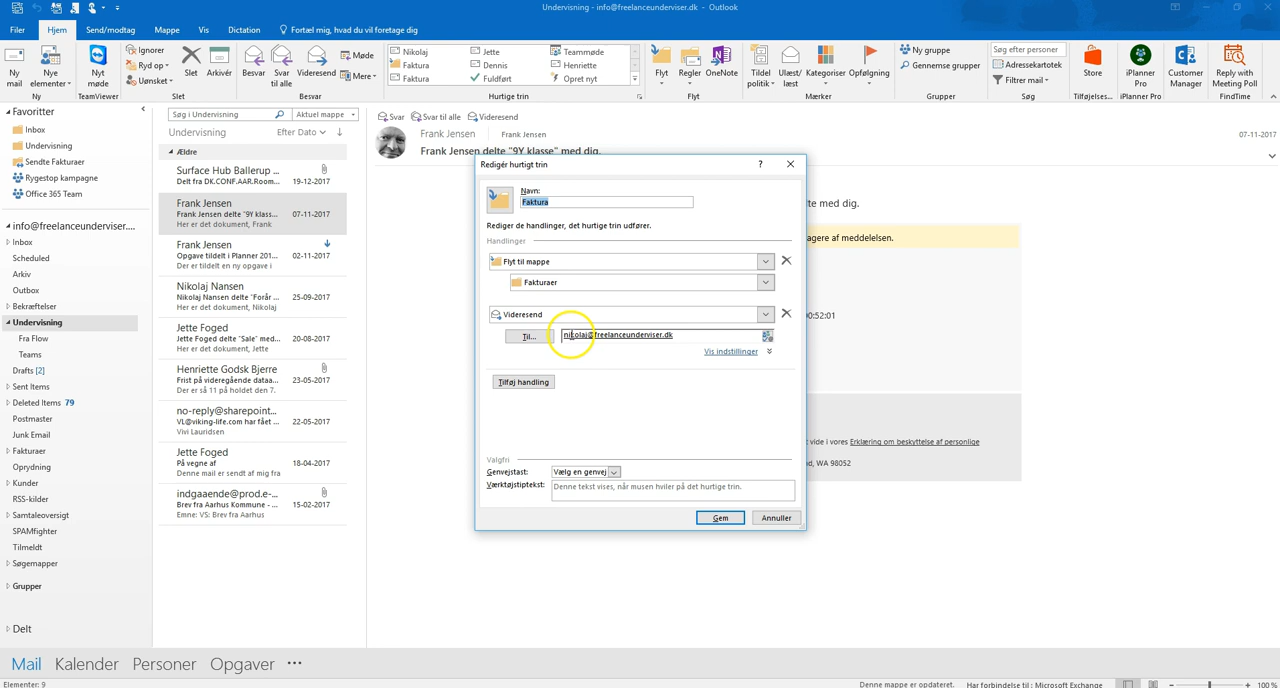 Undervisning - info@freelanceunderviser.dk - Outlook
Filer
Hjem
Send/modtag
Mappe
Vis
Dictation
Fortæl mig, hvad du vil foretage dig
Ny mail
Nye elementer
Ny
Nyt møde
TeamViewer
Ignorer
Ryd op
Uønsket
Slet
Arkivér
Slet
Besvar
Svar til alle
Videresend
Møde
Mere
Besvar
Nikolaj
Faktura
Faktura
Jette
Dennis
Fuldført
Teammøde
Henriette
Opret nyt
Hurtige trin
Flyt
Regler
OneNote
Flyt
Tildel politik
Ulæst/læst
Kategoriser
Opfølgning
Mærker
Ny gruppe
Gennemse grupper
Grupper
Søg efter personer
Adressekartotek
Filtrer mail
Søg
Store
Tilføjelses...
iPlanner Pro
iPlanner Pro
Customer Manager
Reply with Meeting Poll
FindTime
Favoritter
Inbox
Undervisning
Sendte Fakturaer
Rygestop kampagne
Office 365 Team
info@freelanceunderviser....
Inbox
Scheduled
Arkiv
Outbox
Bekræftelser
Undervisning
Fra Flow
Teams
Drafts [2]
Sent Items
Deleted Items 79
Postmaster
Junk Email
Fakturaer
Oprydning
Kunder
RSS-kilder
Samtaleoversigt
SPAMfighter
Tilmeldt
Søgemapper
Grupper
Delt
Søg i Undervisning
Aktuel mappe
Undervisning
Efter Dato
Ældre
Surface Hub Ballerup ...
Delt fra DK.CONF.AAR.Room... 19-12-2017
Frank Jensen
Frank Jensen delte "9Y klass... 07-11-2017
Her er det dokument, Frank
Frank Jensen
Opgave tildelt i Planner 201... 02-11-2017
Der er tildelt en ny opgave i
Nikolaj Nansen
Nikolaj Nansen delte "Forår ... 25-09-2017
Her er det dokument, Nikolaj
Jette Foged
Jette Foged delte "Sale" med... 20-08-2017
Her er det dokument, Jette
Henriette Godsk Bjerre
Frist på videregående dataa... 23-05-2017
Der er så 11 på holdet den 7.
no-reply@sharepoint...
VL@viking-life.com har fået ... 22-05-2017
Vivi Lauridsen
Jette Foged
På vegne af 18-04-2017
Denne mail er sendt af mig fra
indgaaende@prod.e-...
Brev fra Aarhus Kommune - ... 15-02-2017
Emne: VS: Brev fra Aarhus
Svar
Svar til alle
Videresend
Frank Jensen
Frank Jensen
07-11-2017
Frank Jensen delte "9Y klasse" med dig.
lte med dig.
agere af meddelelsen.
0:52:01
vide i vores Erklæring om beskyttelse af personlige
d, WA 98052
Redigér hurtigt trin
?
Navn:
Faktura
Rediger de handlinger, det hurtige trin udfører.
Handlinger
Flyt til mappe
Fakturaer
Videresend
Til...
nikolaj@freelanceunderviser.dk
Vis indstillinger
Tilføj handling
Valgfri
Genvejstast:
Vælg en genvej
Værktøjstiptekst:
Denne tekst vises, når musen hviler på det hurtige trin.
Gem
Annuller
Mail
Kalender
Personer
Opgaver
...
Elementer: 9
Denne mappe er opdateret.
Har forbindelse til : Microsoft Exchange
100 %